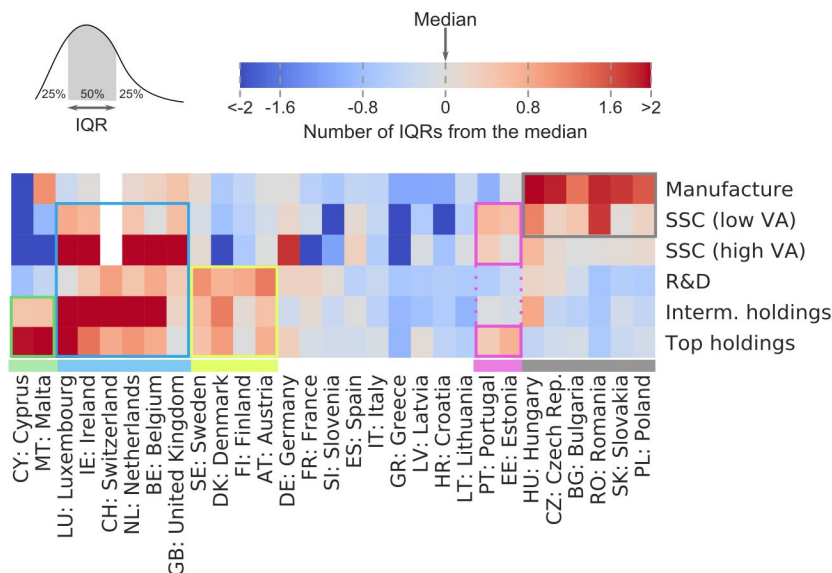 Median
25% 50% 25%
IQR
<-2 -1.6 -0.8 0 0.8 1.6 >2
Number of IQRs from the median
Manufacture
SSC (low VA)
SSC (high VA)
R&D
Interm. holdings
Top holdings
CY: Cyprus
MT: Malta
LU: Luxembourg
IE: Ireland
CH: Switzerland
NL: Netherlands
BE: Belgium
GB: United Kingdom
SE: Sweden
DK: Denmark
FI: Finland
AT: Austria
DE: Germany
FR: France
SI: Slovenia
ES: Spain
IT: Italy
GR: Greece
LV: Latvia
HR: Croatia
LT: Lithuania
PT: Portugal
EE: Estonia
HU: Hungary
CZ: Czech Rep.
BG: Bulgaria
RO: Romania
SK: Slovakia
PL: Poland